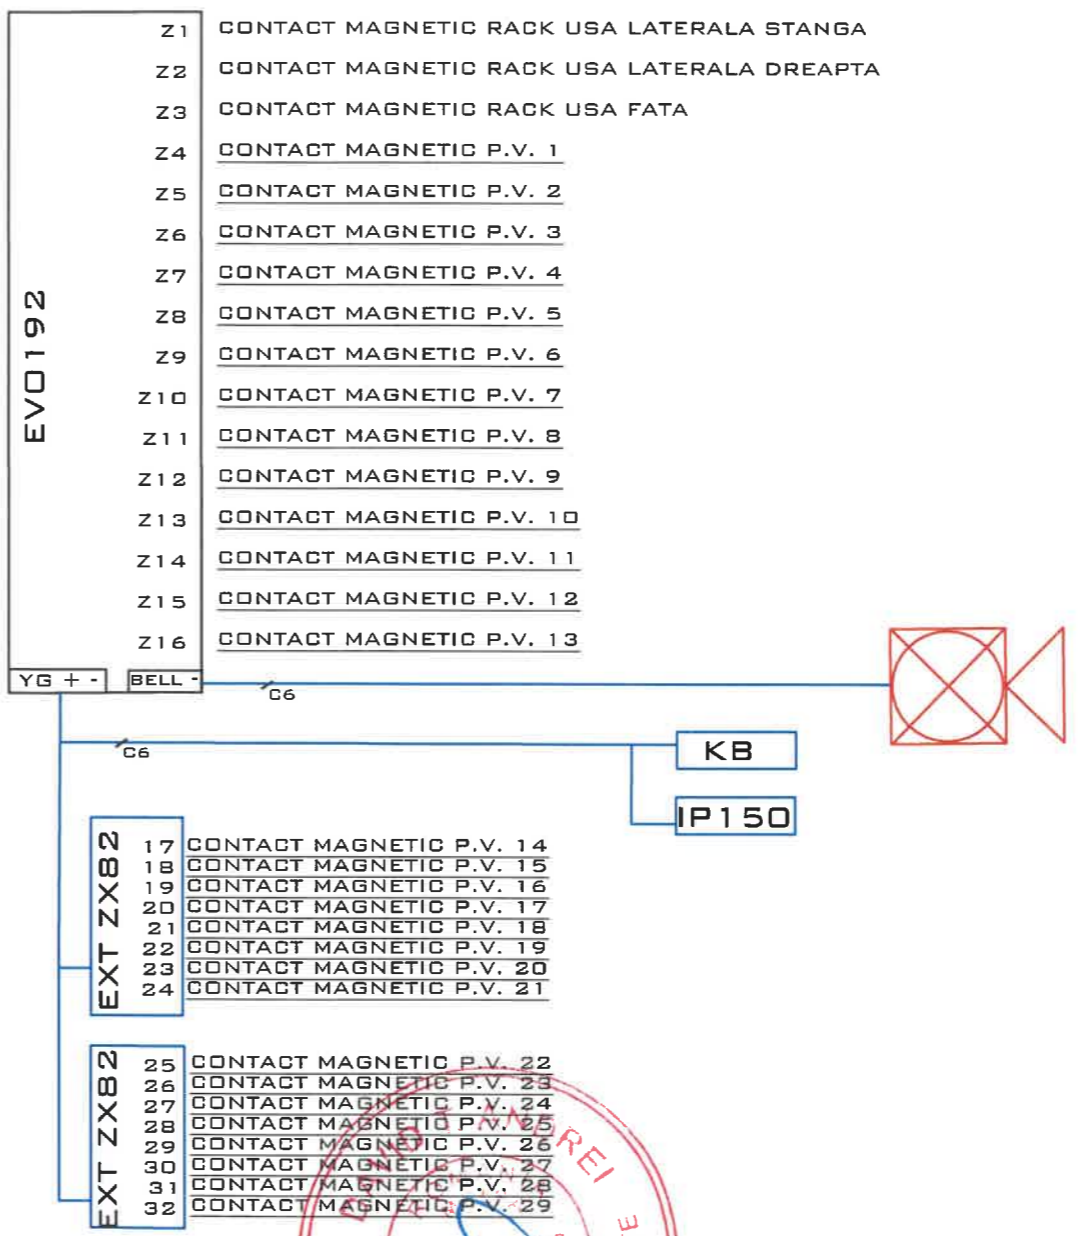 EVO192
Z1 CONTACT MAGNETIC RACK USA LATERALA STANGA
Z2 CONTACT MAGNETIC RACK USA LATERALA DREAPTA
Z3 CONTACT MAGNETIC RACK USA FATA
Z4 CONTACT MAGNETIC P.V. 1
Z5 CONTACT MAGNETIC P.V. 2
Z6 CONTACT MAGNETIC P.V. 3
Z7 CONTACT MAGNETIC P.V. 4
Z8 CONTACT MAGNETIC P.V. 5
Z9 CONTACT MAGNETIC P.V. 6
Z10 CONTACT MAGNETIC P.V. 7
Z11 CONTACT MAGNETIC P.V. 8
Z12 CONTACT MAGNETIC P.V. 9
Z13 CONTACT MAGNETIC P.V. 10
Z14 CONTACT MAGNETIC P.V. 11
Z15 CONTACT MAGNETIC P.V. 12
Z16 CONTACT MAGNETIC P.V. 13
YG + - BELL -
C6
C6
KB
IP150
EXT ZX82
17 CONTACT MAGNETIC P.V. 14
18 CONTACT MAGNETIC P.V. 15
19 CONTACT MAGNETIC P.V. 16
20 CONTACT MAGNETIC P.V. 17
21 CONTACT MAGNETIC P.V. 18
22 CONTACT MAGNETIC P.V. 19
23 CONTACT MAGNETIC P.V. 20
24 CONTACT MAGNETIC P.V. 21
EXT ZX82
25 CONTACT MAGNETIC P.V. 22
26 CONTACT MAGNETIC P.V. 23
27 CONTACT MAGNETIC P.V. 24
28 CONTACT MAGNETIC P.V. 25
29 CONTACT MAGNETIC P.V. 26
30 CONTACT MAGNETIC P.V. 27
31 CONTACT MAGNETIC P.V. 28
32 CONTACT MAGNETIC P.V. 29
DAVID T ANDREI